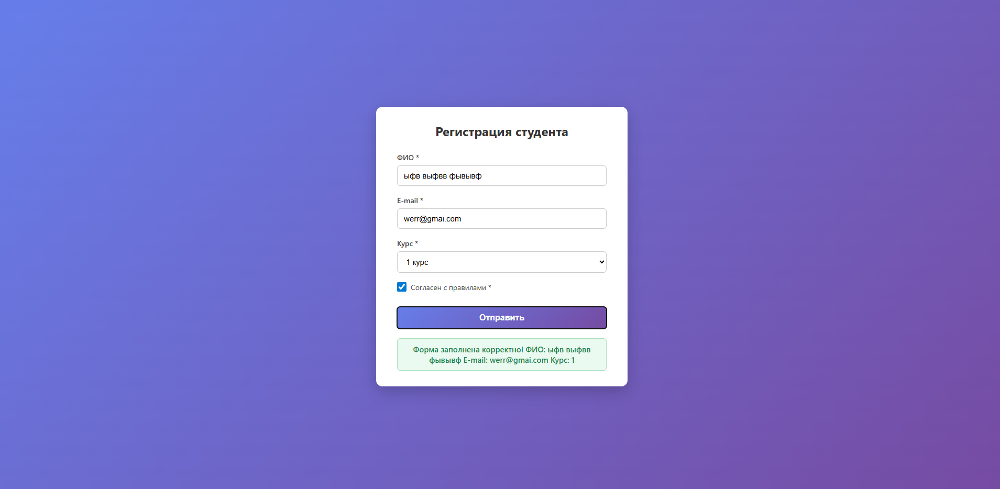 Регистрация студента
ФИО *
ыфв выфвв фывывф
E-mail *
werr@gmai.com
Курс *
1 курс
Согласен с правилами *
Отправить
Форма заполнена корректно! ФИО: ыфв выфвв
фывывф E-mail: werr@gmai.com Курс: 1